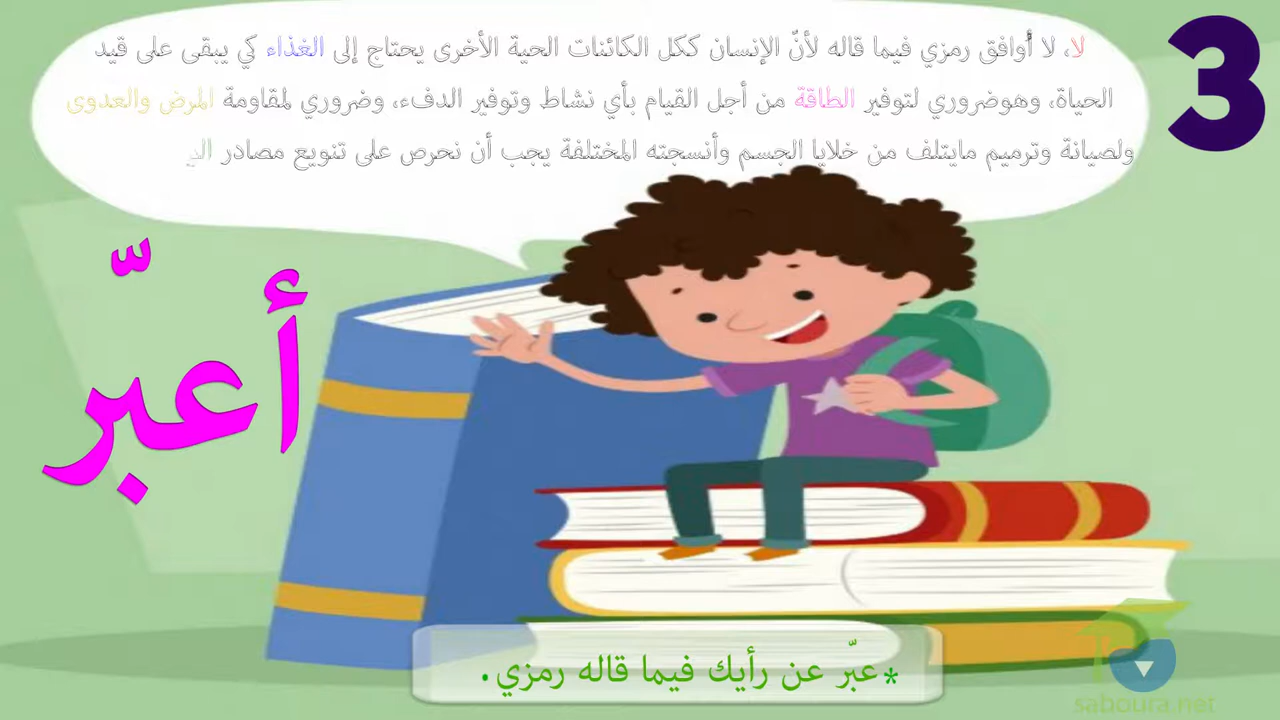 3
لا، لا أوافق رمزي فيما قاله لأنّ الإنسان ككل الكائنات الحية الأخرى يحتاج إلى الغذاء كي يبقى على قيد
الحياة، وهوضروري لتوفير الطاقة من أجل القيام بأي نشاط وتوفير الدفء، وضروري لمقاومة المرض والعدوى
ولصيانة وترميم مايتلف من خلايا الجسم وأنسجته المختلفة يجب أن نحرص على تنويع مصادر
أعبّر
*عبّر عن رأيك فيما قاله رمزي.
saboura.net